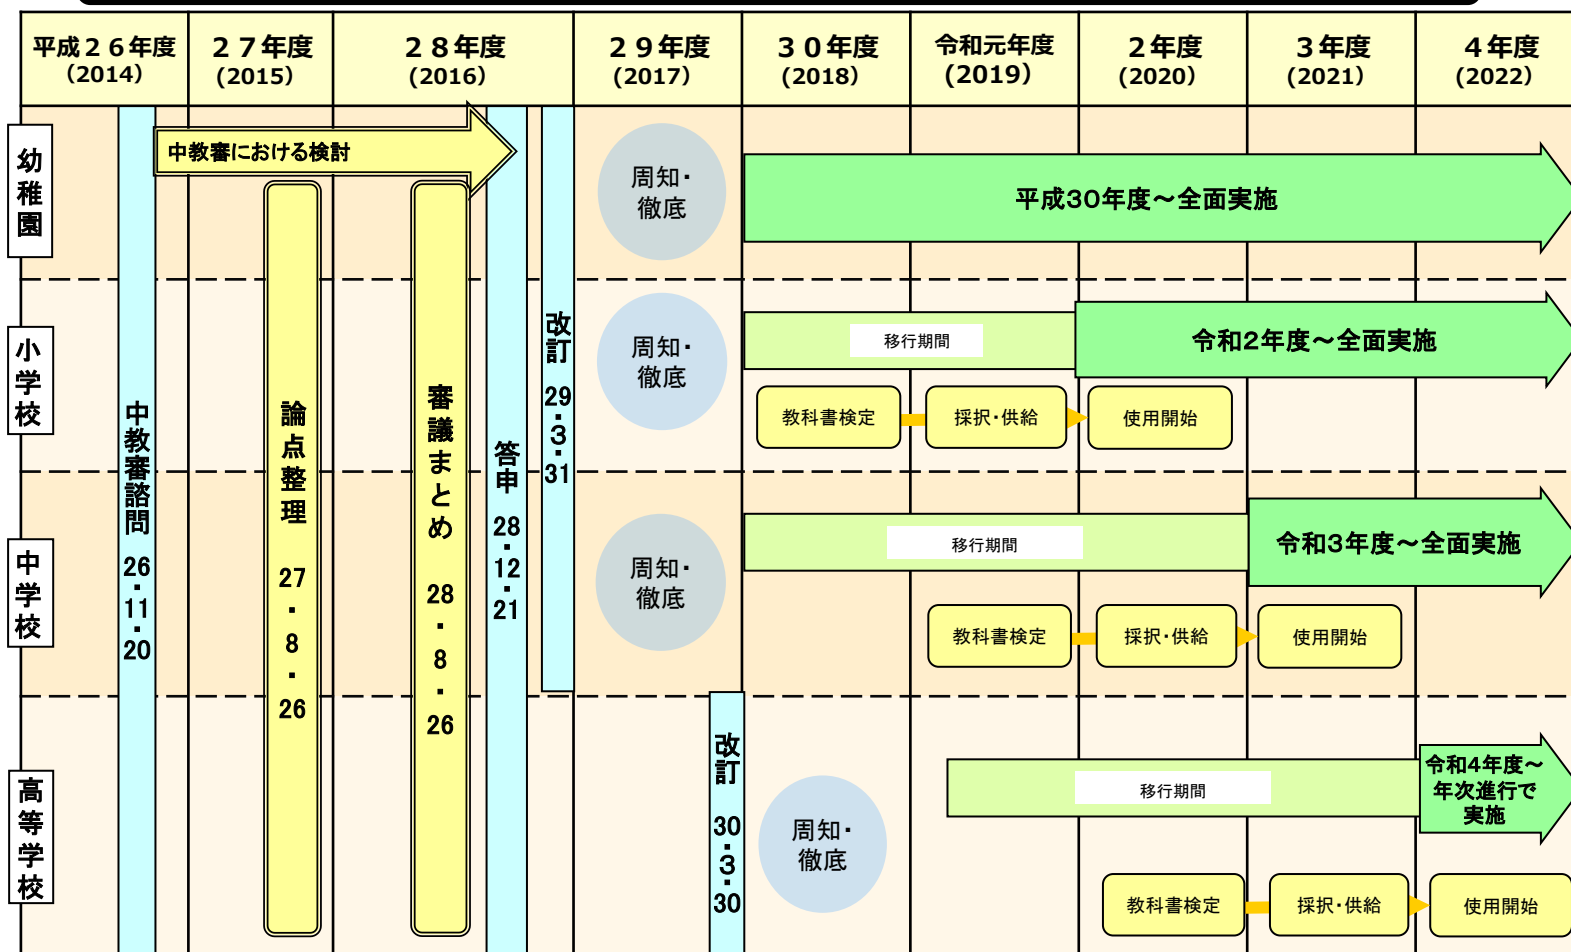 平成２６年度
(2014)
２７年度
(2015)
２８年度
(2016)
２９年度
(2017)
３０年度
(2018)
令和元年度
(2019)
２年度
(2020)
３年度
(2021)
４年度
(2022)
幼稚園
中教審における検討
周知・
徹底
平成30年度～全面実施
小学校
周知・
徹底
移行期間
令和2年度～全面実施
教科書検定
採択・供給
使用開始
中教審諮問 26・11・20
論点整理 27・8・26
審議まとめ 28・8・26
答申 28・12・21
改訂 29・3・31
中学校
周知・
徹底
移行期間
令和3年度～全面実施
教科書検定
採択・供給
使用開始
高等学校
改訂 30・3・30
周知・
徹底
移行期間
令和4年度～
年次進行で
実施
教科書検定
採択・供給
使用開始